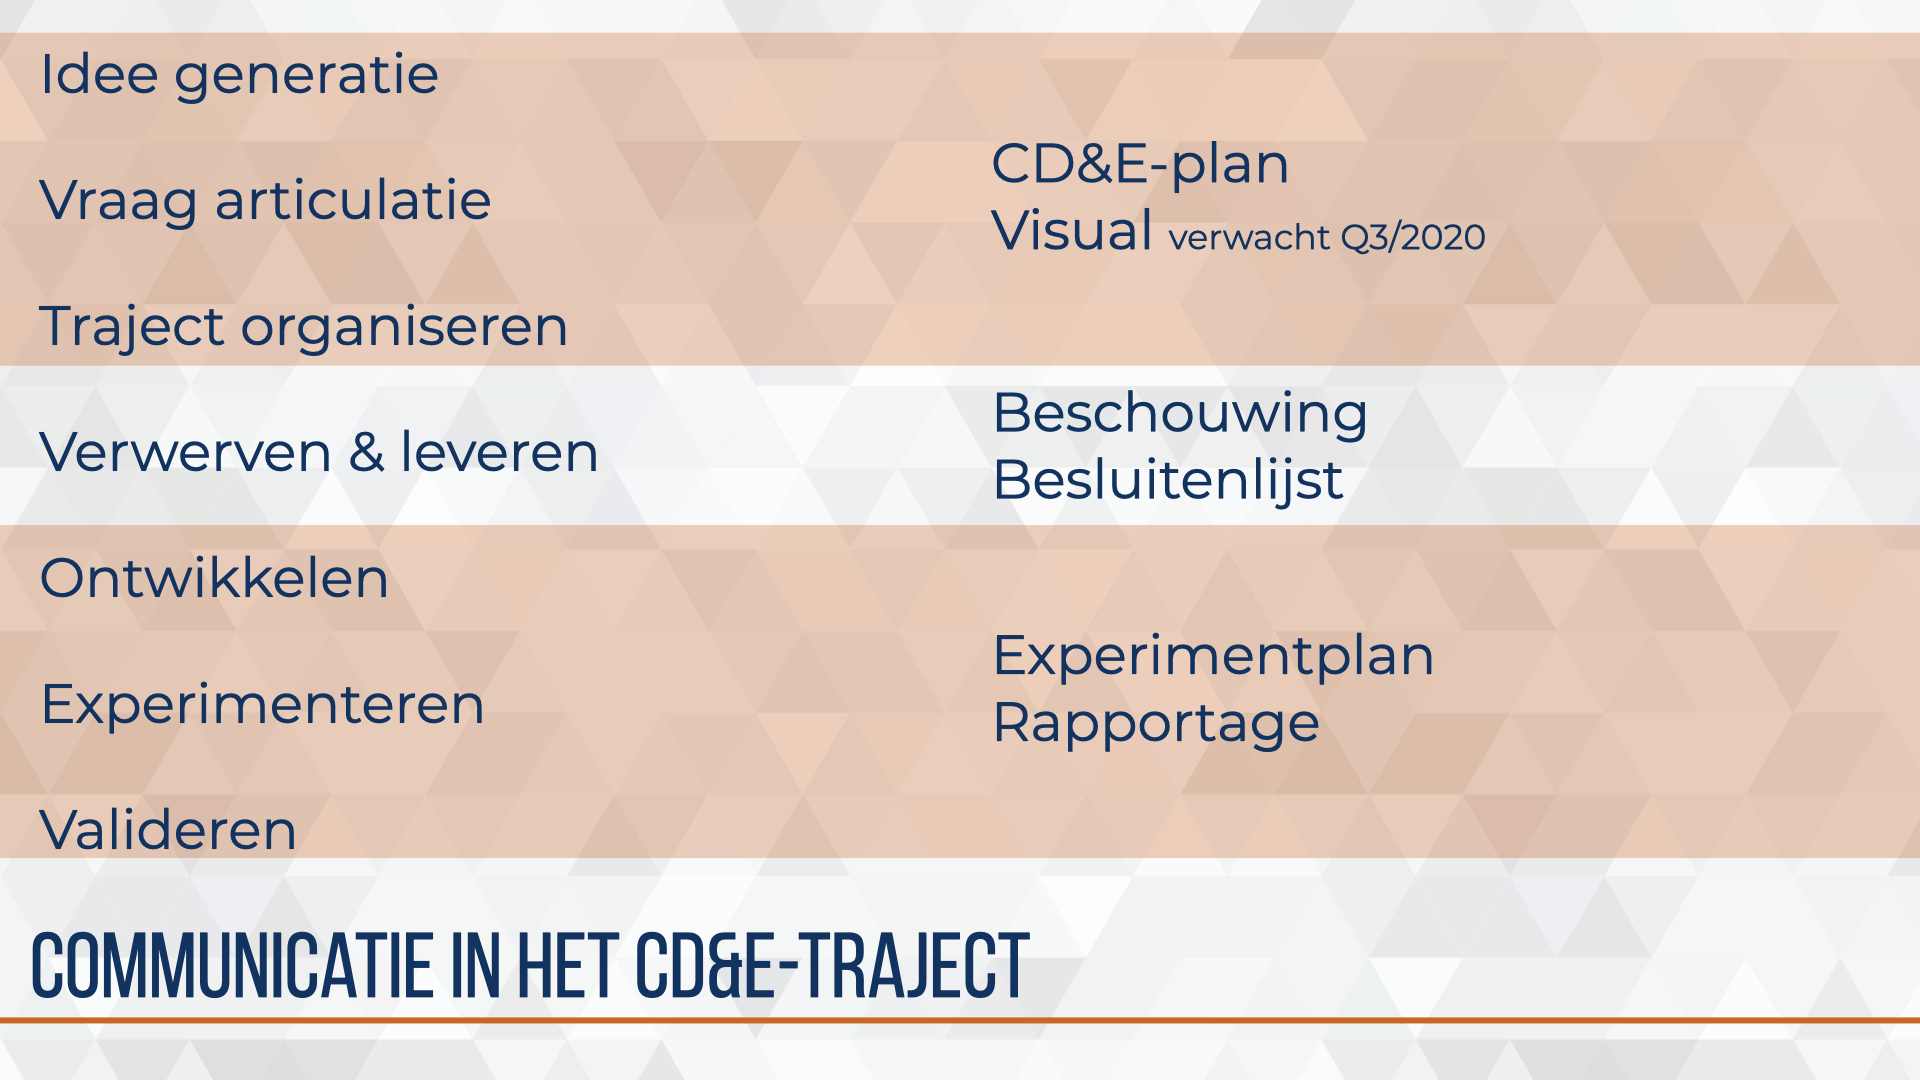 Idee generatie
Vraag articulatie
Traject organiseren
CD&E-plan
Visual verwacht Q3/2020
Verwerven & leveren
Beschouwing
Besluitenlijst
Ontwikkelen
Experimenteren
Valideren
Experimentplan
Rapportage
COMMUNICATIE IN HET CD&E-TRAJECT